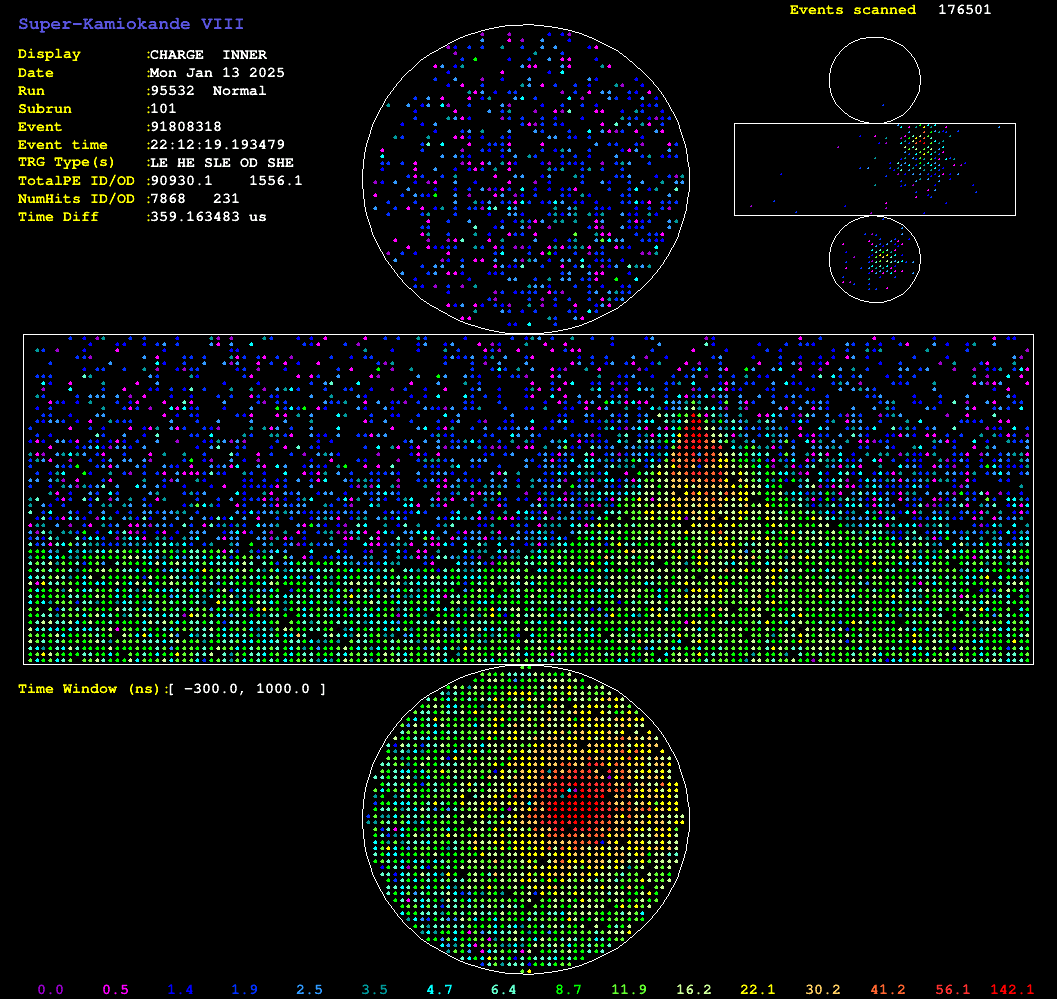 Super-Kamiokande VIII
Events scanned 176501
Display :CHARGE INNER
Date :Mon Jan 13 2025
Run :95532 Normal
Subrun :101
Event :91808318
Event time :22:12:19.193479
TRG Type(s) :LE HE SLE OD SHE
TotalPE ID/OD :90930.1 1556.1
NumHits ID/OD :7868 231
Time Diff :359.163483 us
Time Window (ns):[ -300.0, 1000.0 ]
0.0 0.5 1.4 1.9 2.5 3.5 4.7 6.4 8.7 11.9 16.2 22.1 30.2 41.2 56.1 142.1